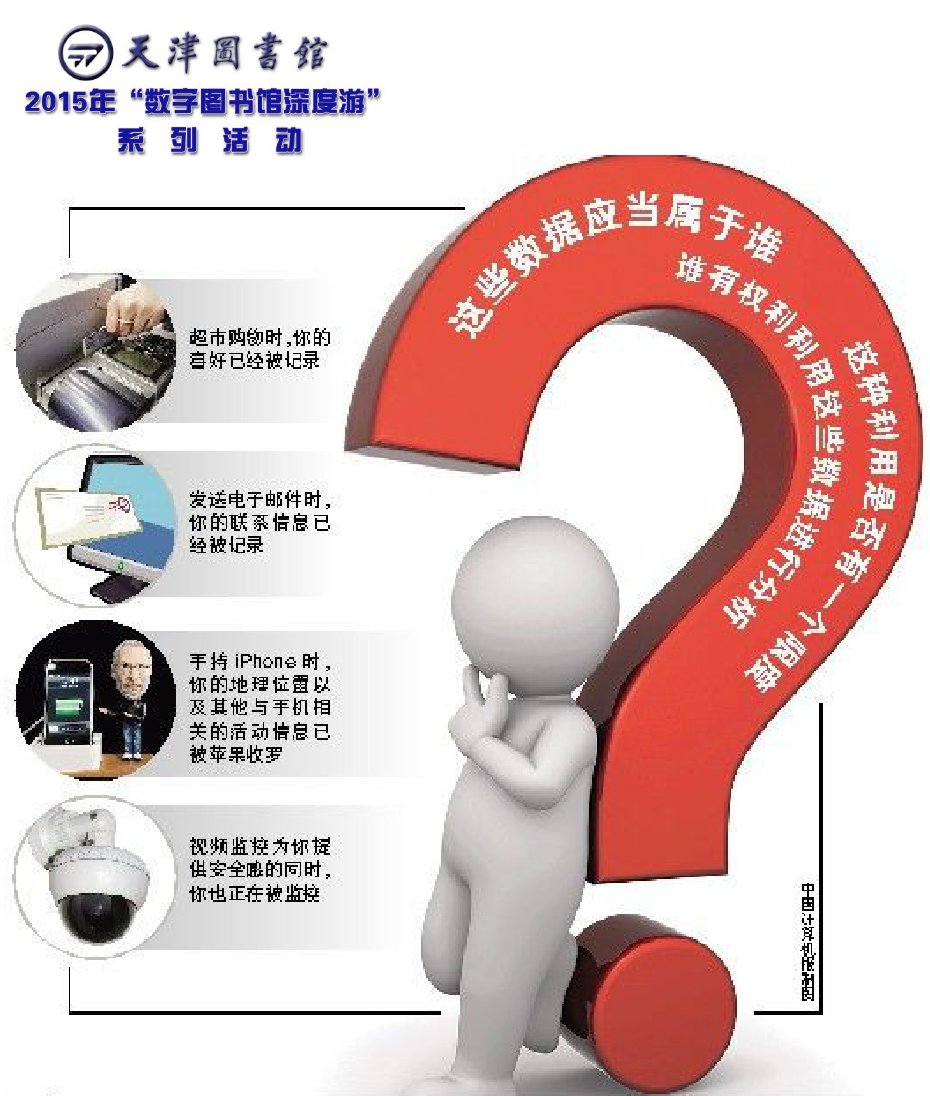 天津圖書館
2015年“数字图书馆深度游”
系列活动
这些数据应当属于谁
谁有权利利用这些数据进行分析
这种利用是否有一个限度
超市购物时,你的
喜好已经被记录
发送电子邮件时,
你的联系信息已
经被记录
手持 iPhone 时,
你的地理位置以
及其他与手机相
关的活动信息已
被苹果收罗
视频监控为你提
供安全感的同时,
你也正在被监控
中国计算机报制图